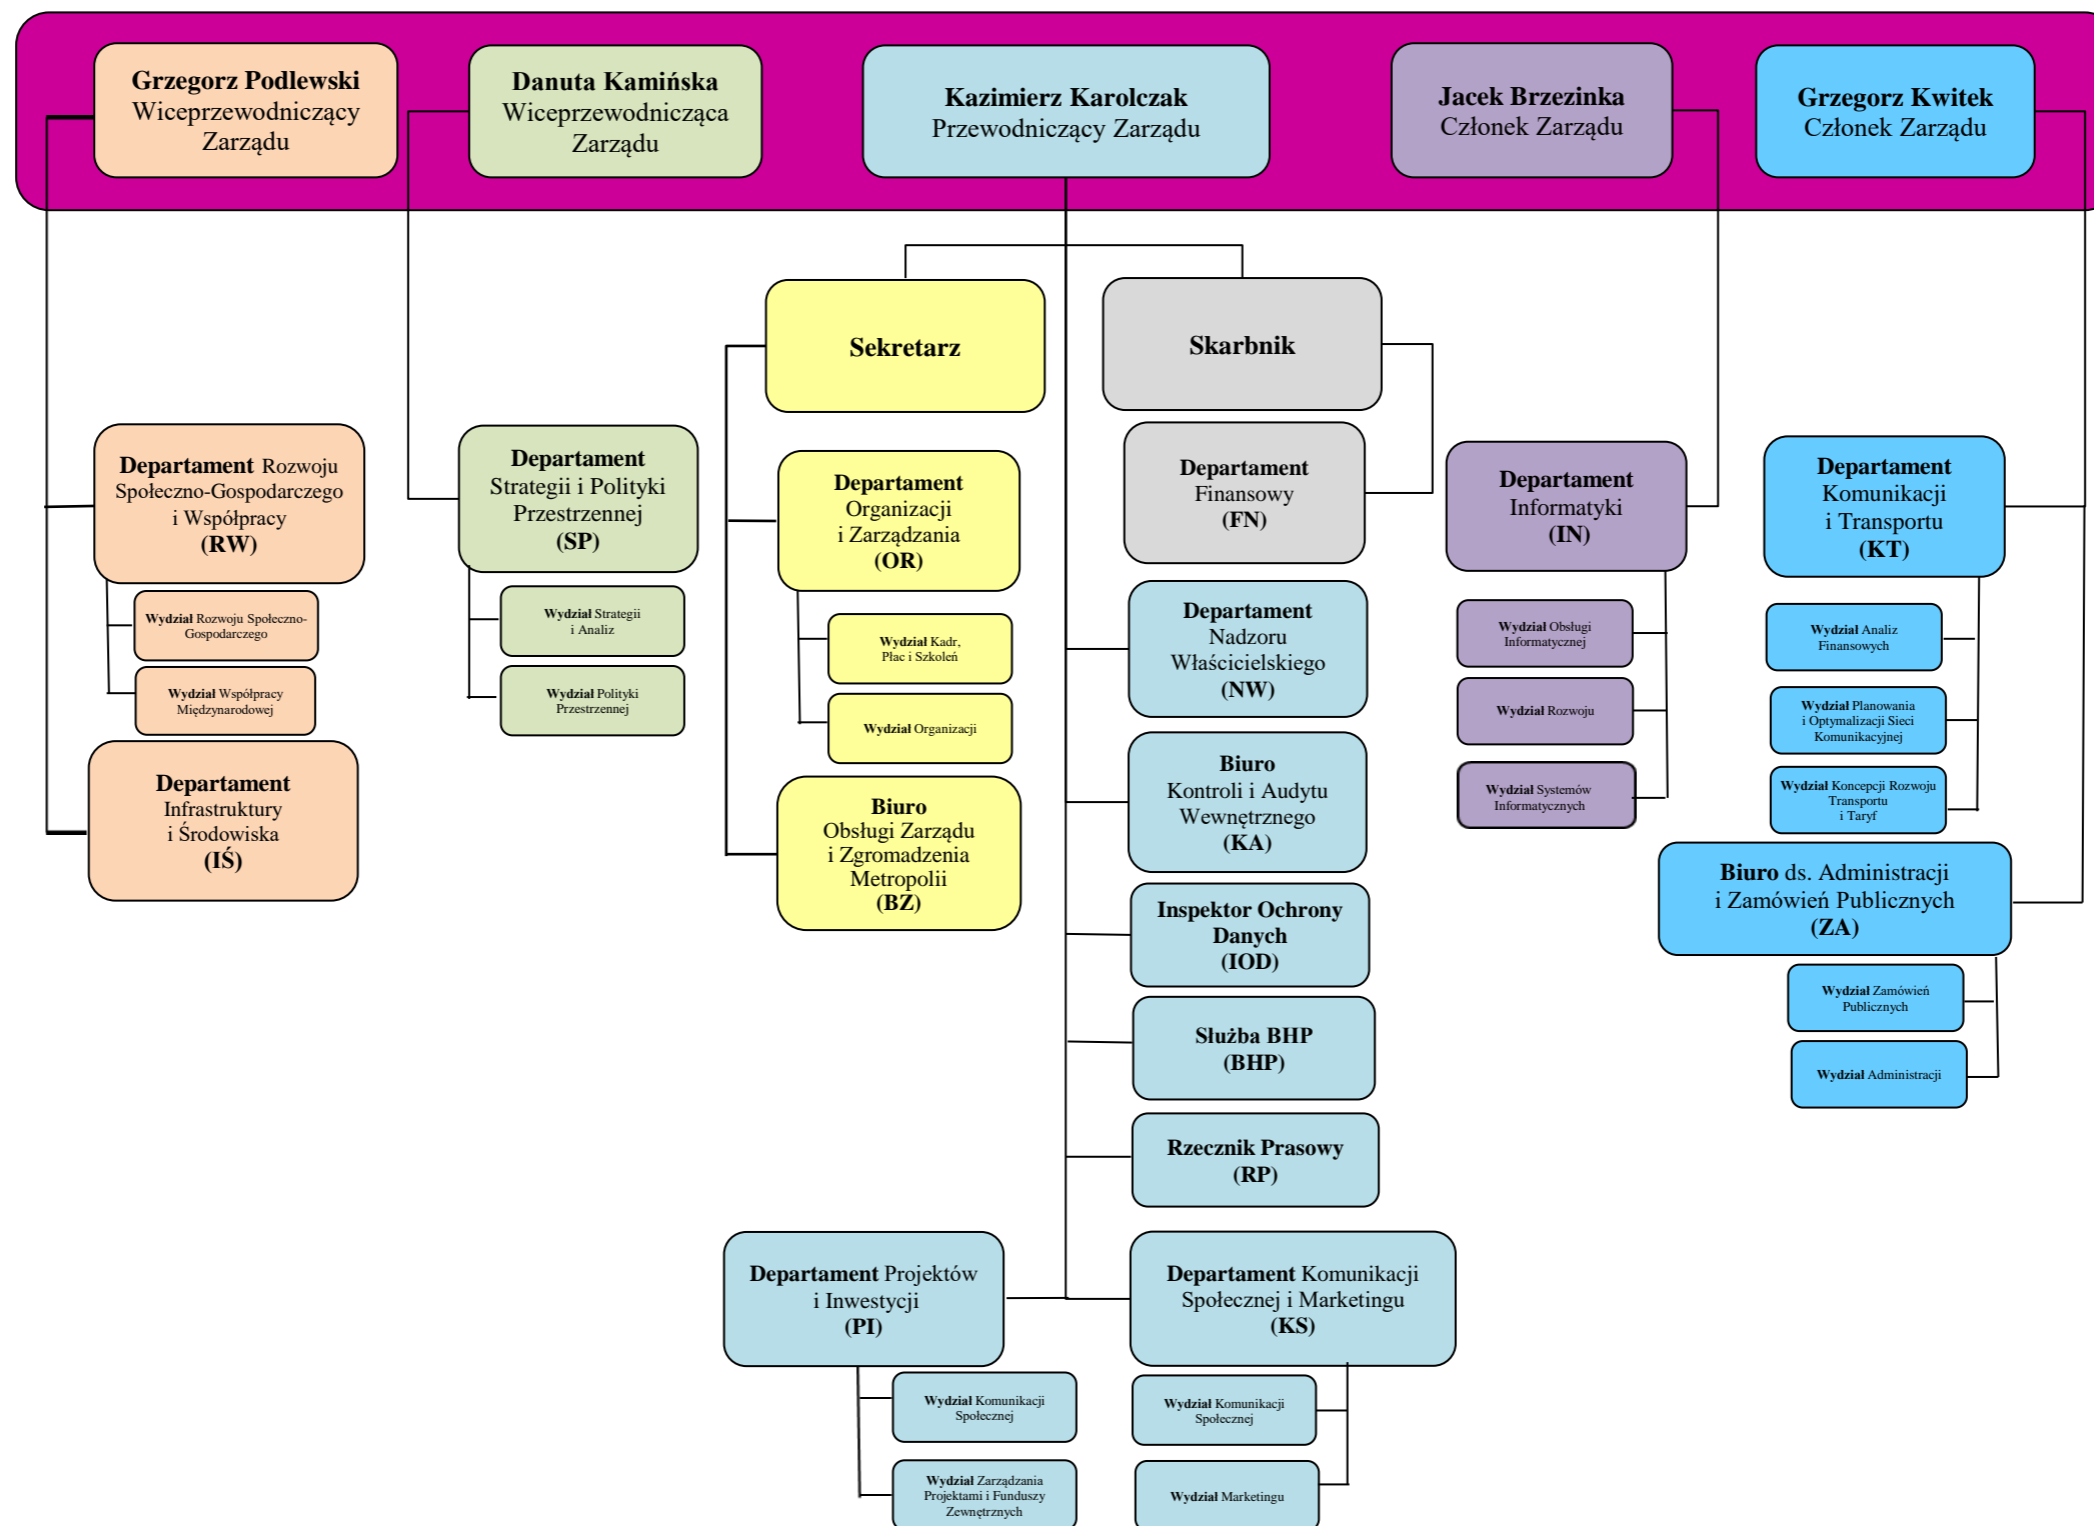 Grzegorz Podlewski
Wiceprzewodniczący
Zarządu
Danuta Kamińska
Wiceprzewodnicząca
Zarządu
Kazimierz Karolczak
Przewodniczący Zarządu
Jacek Brzezinka
Członek Zarządu
Grzegorz Kwitek
Członek Zarządu
Sekretarz
Skarbnik
Departament Rozwoju
Społeczno-Gospodarczego
i Współpracy
(RW)
Wydział Rozwoju Społeczno-
Gospodarczego
Wydział Współpracy
Międzynarodowej
Departament
Infrastruktury
i Środowiska
(IŚ)
Departament
Strategii i Polityki
Przestrzennej
(SP)
Wydział Strategii
i Analiz
Wydział Polityki
Przestrzennej
Departament
Organizacji
i Zarządzania
(OR)
Wydział Kadr,
Płac i Szkoleń
Wydział Organizacji
Biuro
Obsługi Zarządu
i Zgromadzenia
Metropolii
(BZ)
Departament
Finansowy
(FN)
Departament
Nadzoru
Właścicielskiego
(NW)
Biuro
Kontroli i Audytu
Wewnętrznego
(KA)
Inspektor Ochrony
Danych
(IOD)
Służba BHP
(BHP)
Rzecznik Prasowy
(RP)
Departament
Informatyki
(IN)
Wydział Obsługi
Informatycznej
Wydział Rozwoju
Wydział Systemów
Informatycznych
Departament
Komunikacji
i Transportu
(KT)
Wydział Analiz
Finansowych
Wydział Planowania
i Optymalizacji Sieci
Komunikacyjnej
Wydział Koncepcji Rozwoju
Transportu
i Taryf
Biuro ds. Administracji
i Zamówień Publicznych
(ZA)
Wydział Zamówień
Publicznych
Wydział Administracji
Departament Projektów
i Inwestycji
(PI)
Wydział Komunikacji
Społecznej
Wydział Zarządzania
Projektami i Funduszy
Zewnętrznych
Departament Komunikacji
Społecznej i Marketingu
(KS)
Wydział Komunikacji
Społecznej
Wydział Marketingu